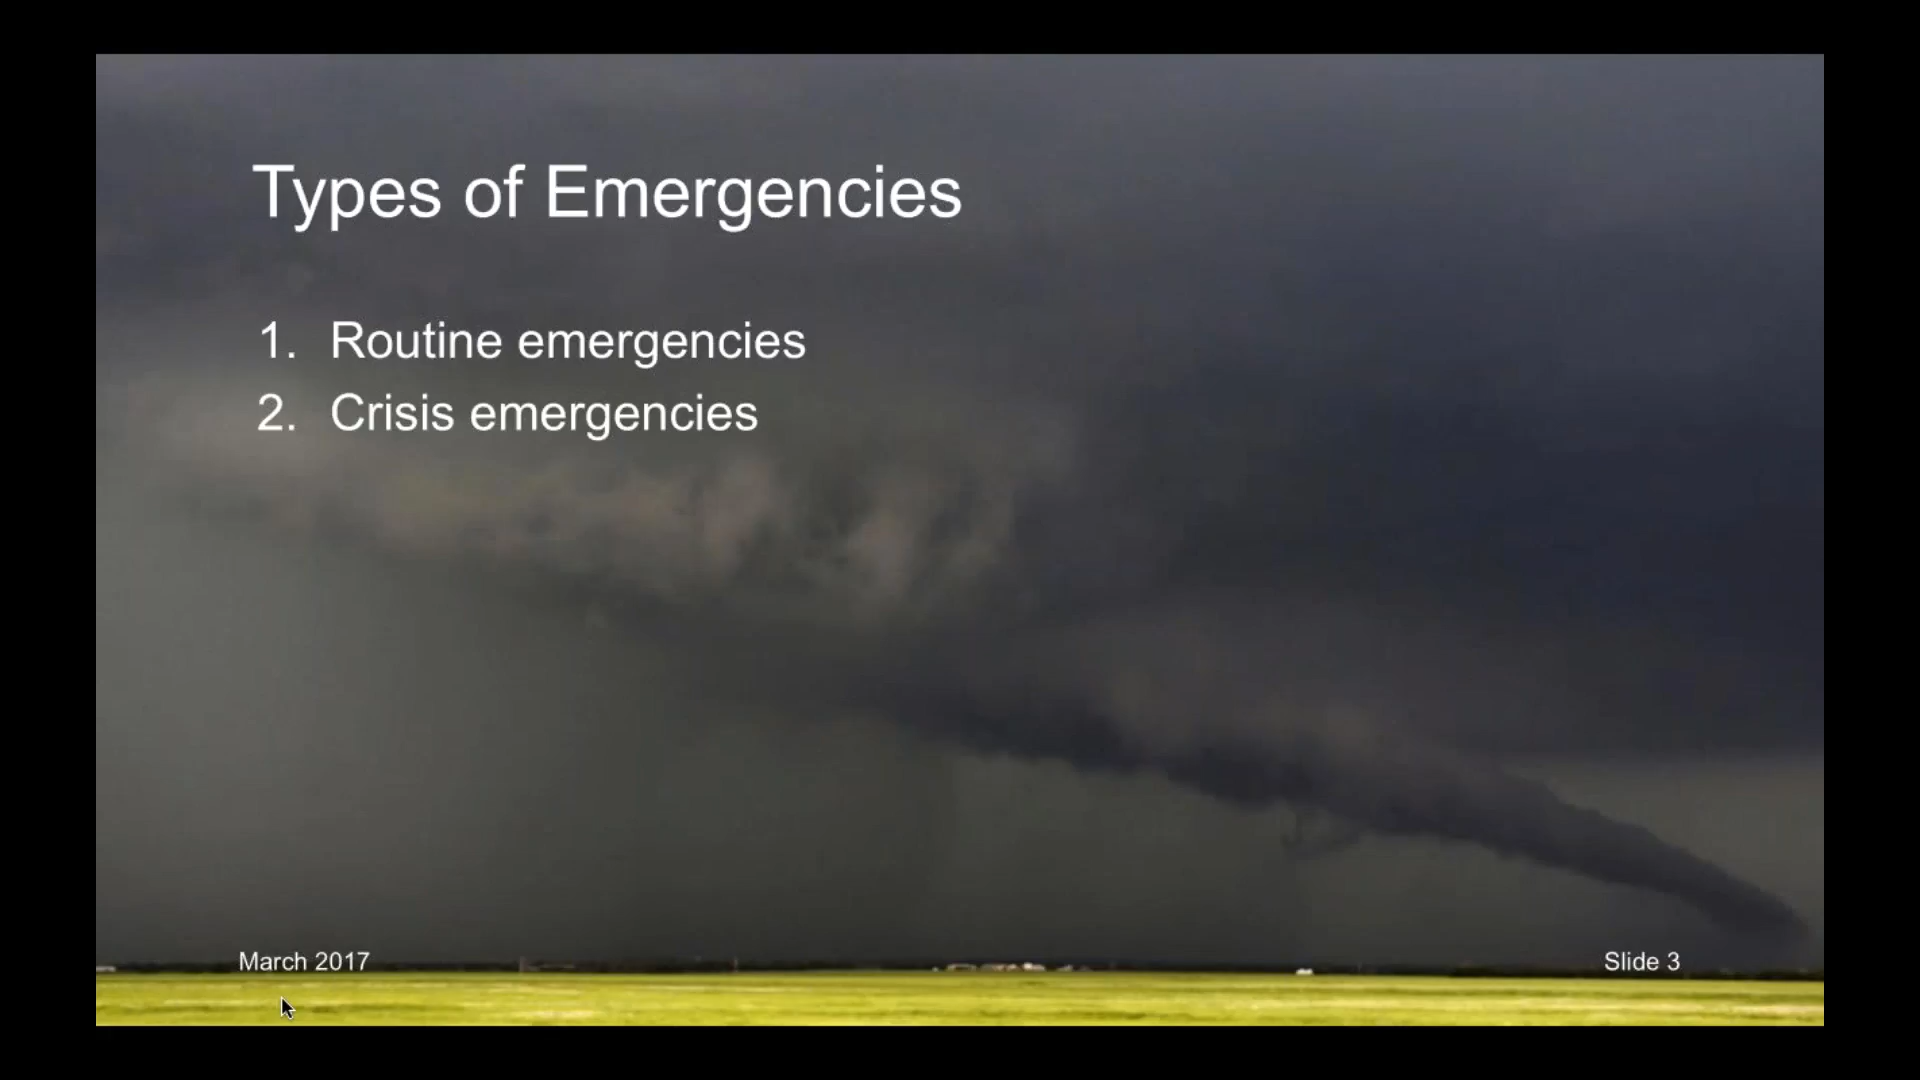 Types of Emergencies
1. Routine emergencies
2. Crisis emergencies
March 2017
Slide 3